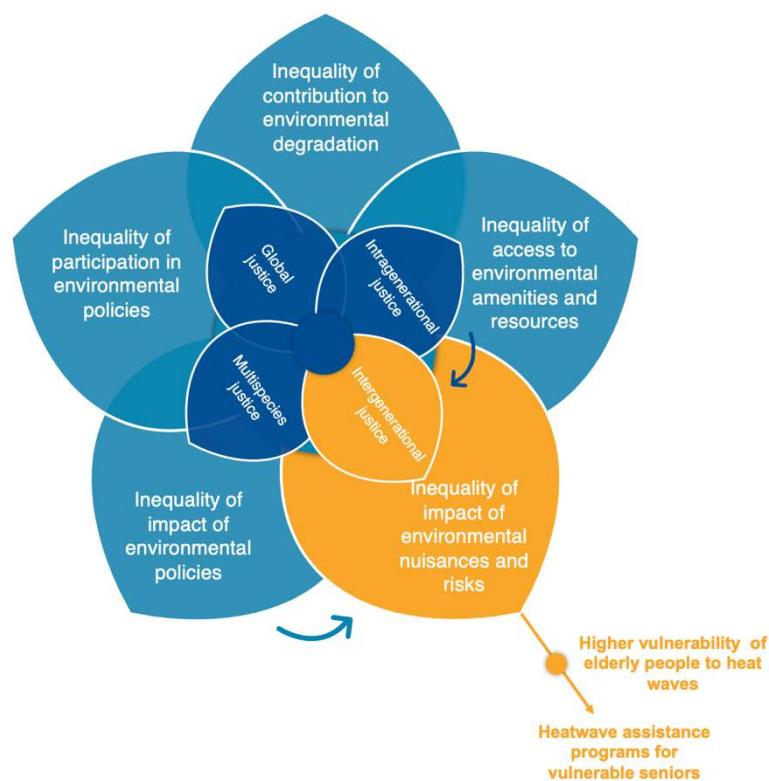 Inequality of
contribution to
environmental
degradation
Inequality of
participation in
environmental
policies
Global
justice
Intragenerational
justice
Inequality of
access to
environmental
amenities and
resources
Multispecies
justice
Intergenerational
justice
Inequality of
impact of
environmental
policies
Inequality of
impact of
environmental
nuisances and
risks
Higher vulnerability of
elderly people to heat
waves
Heatwave assistance
programs for
vulnerable seniors